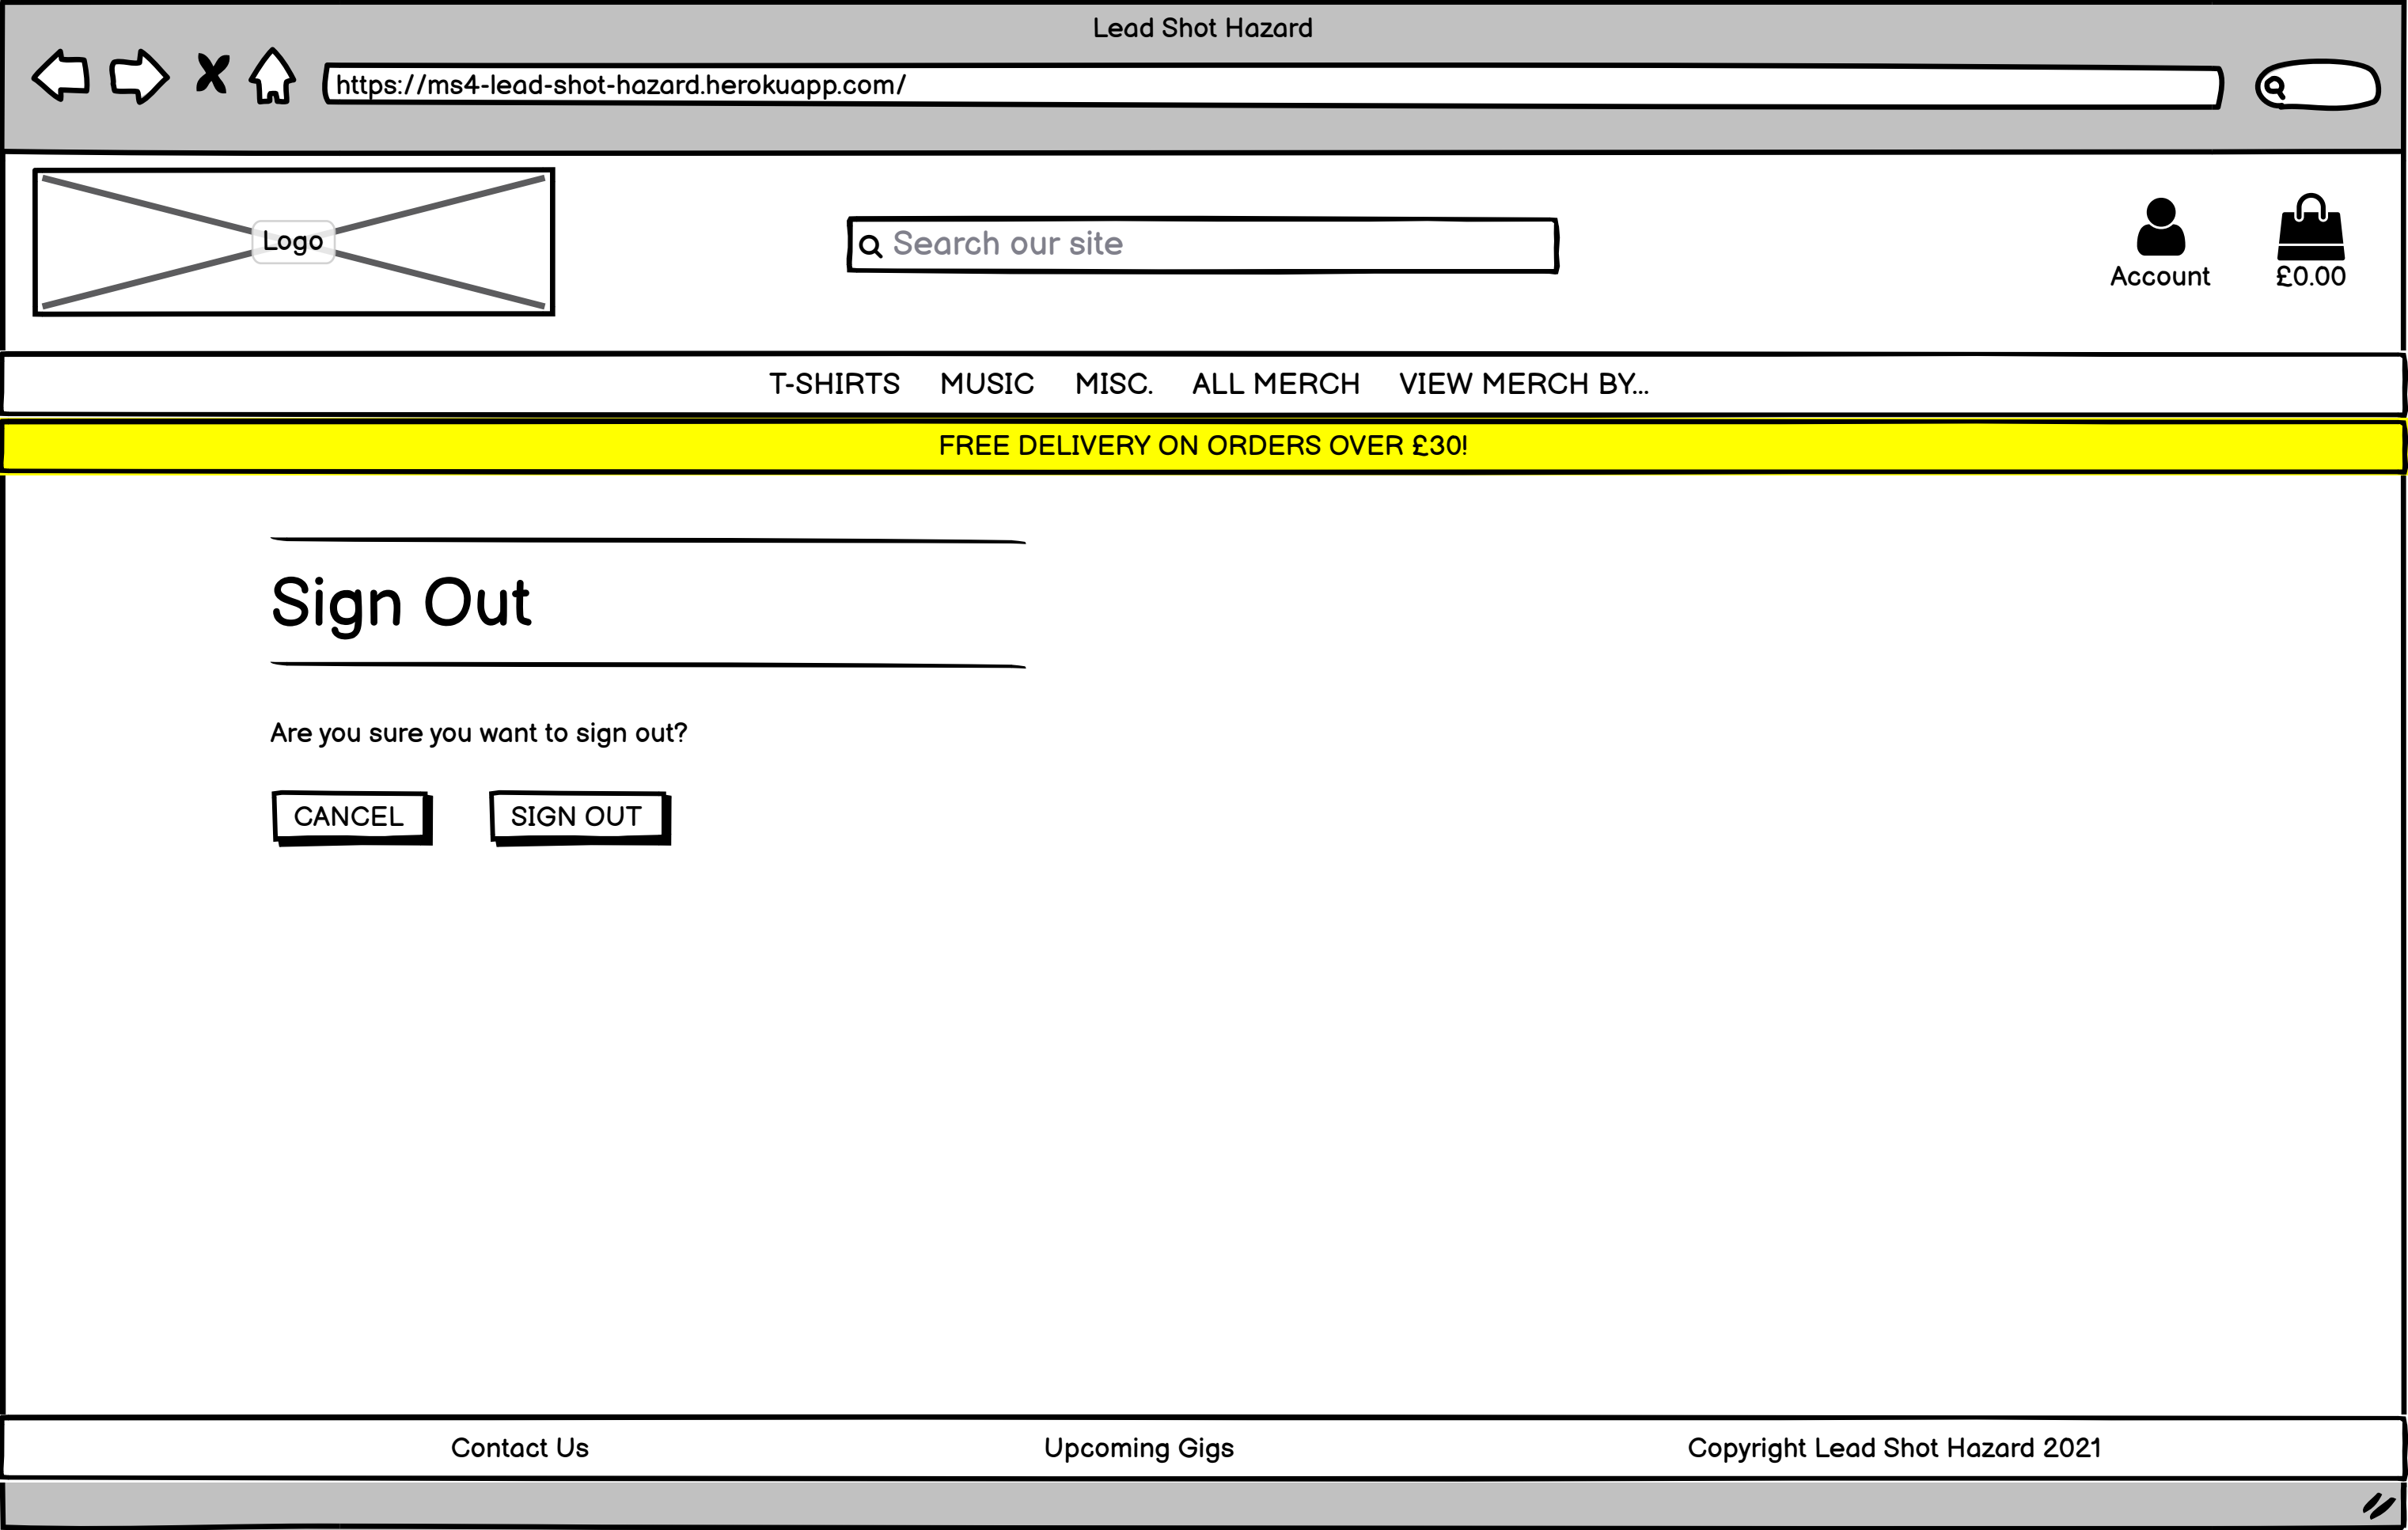 Lead Shot Hazard
https://ms4-lead-shot-hazard.herokuapp.com/
Logo
Search our site
Account
£0.00
T-SHIRTS MUSIC MISC. ALL MERCH VIEW MERCH BY...
FREE DELIVERY ON ORDERS OVER £30!
Sign Out
Are you sure you want to sign out?
CANCEL SIGN OUT
Contact Us Upcoming Gigs Copyright Lead Shot Hazard 2021